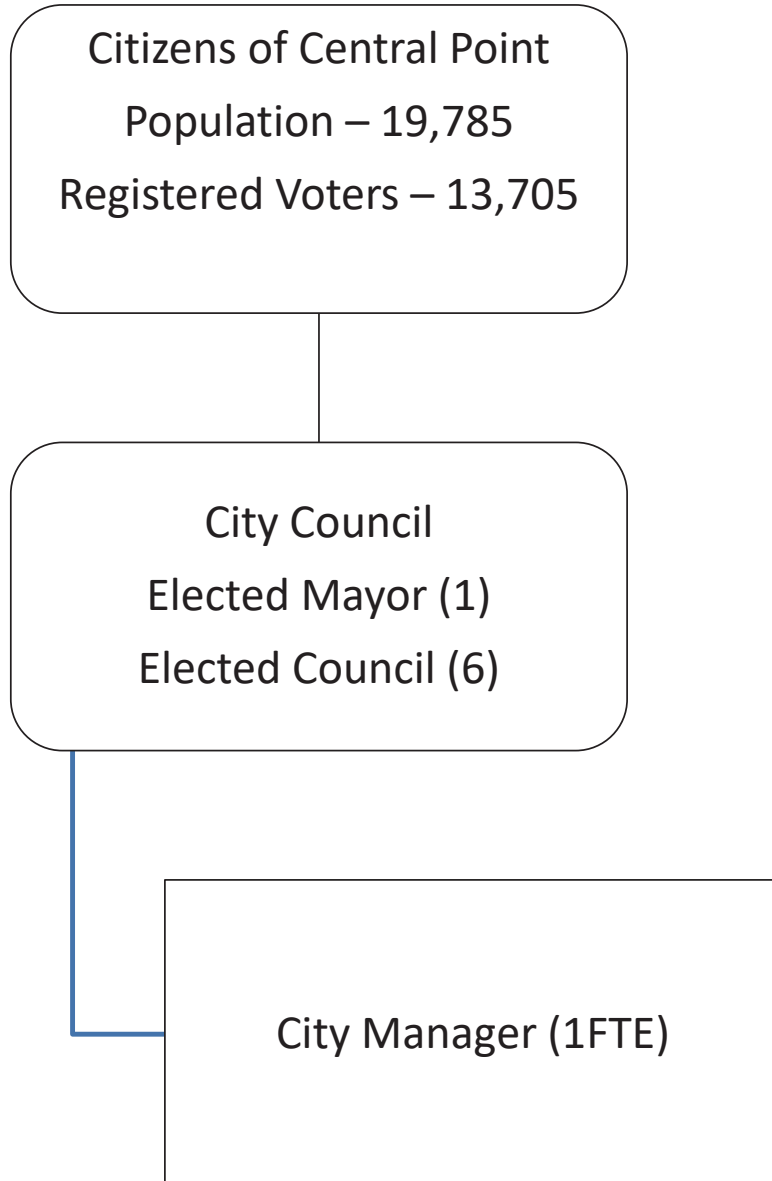 Citizens of Central Point
Population – 19,785
Registered Voters – 13,705
City Council
Elected Mayor (1)
Elected Council (6)
City Manager (1FTE)